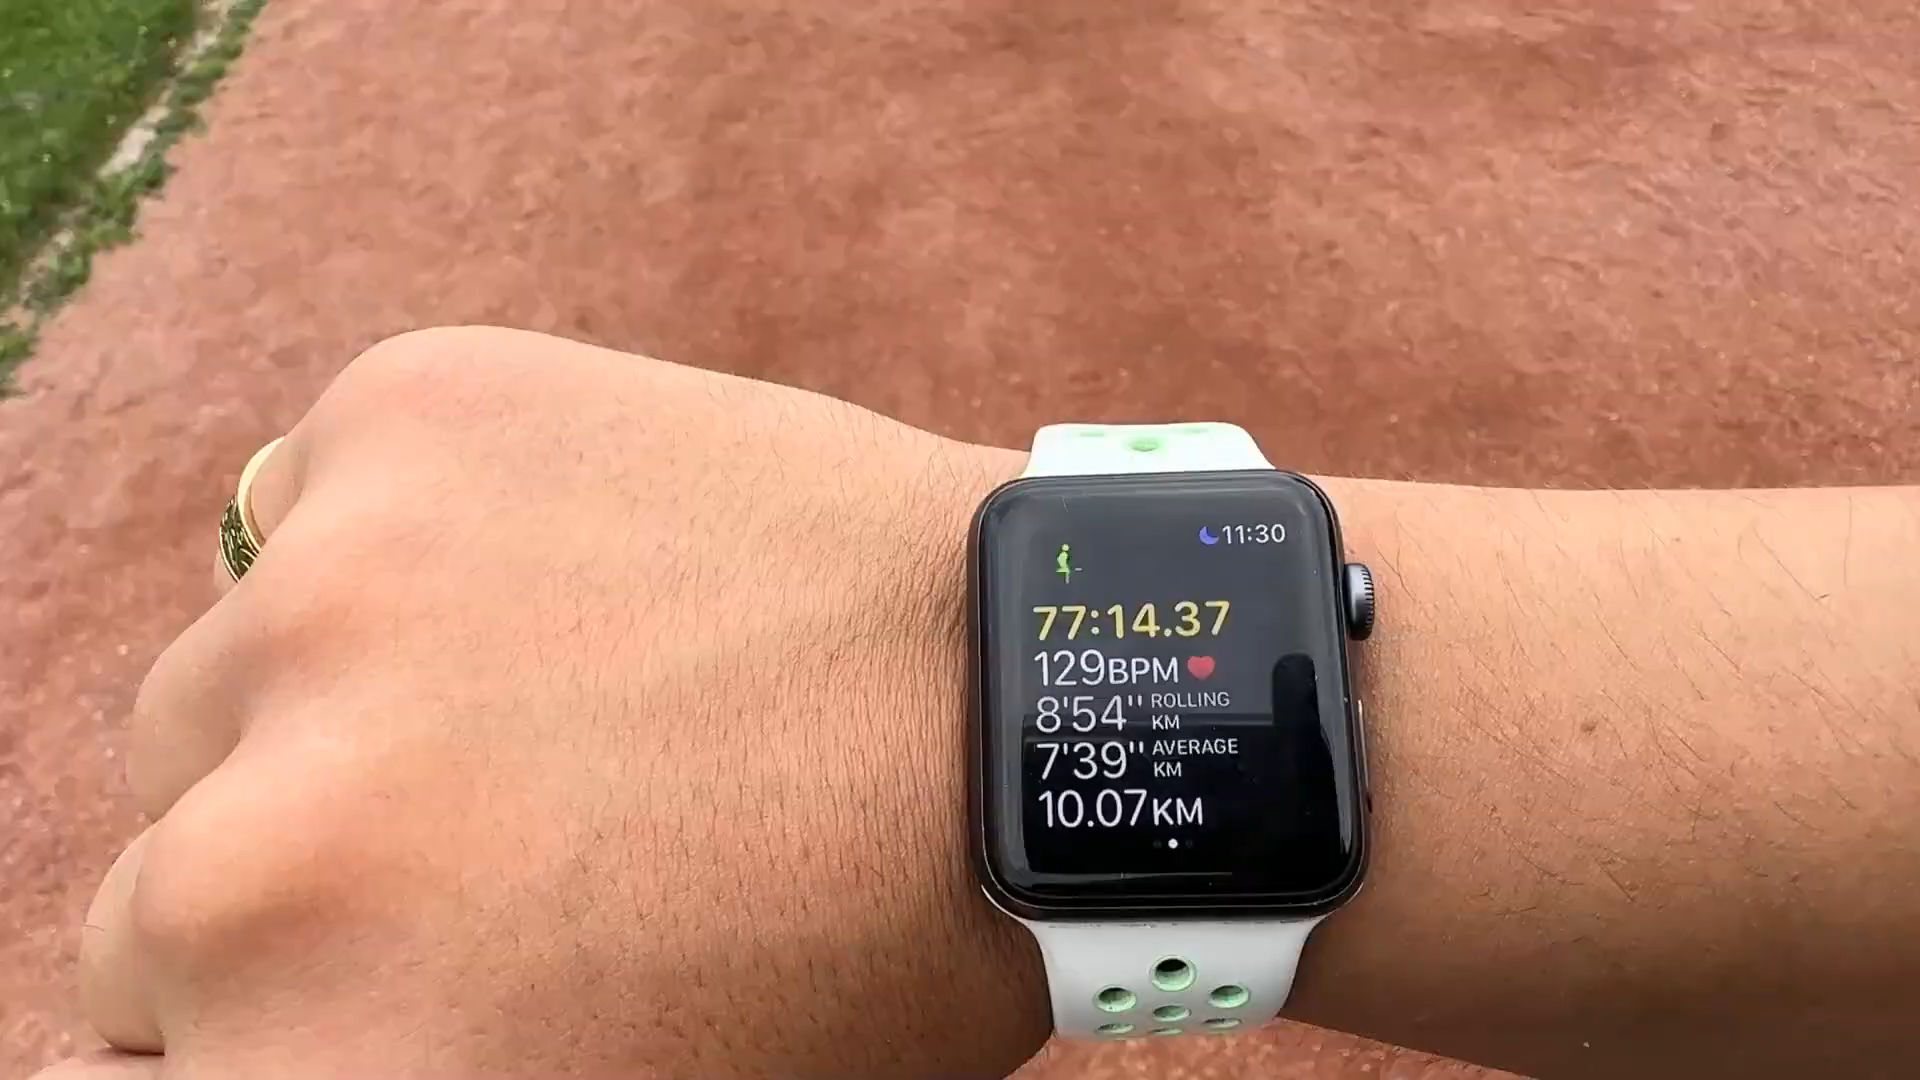 11:30
77:14.37
129BPM
8'54" ROLLING KM
7'39" AVERAGE KM
10.07KM